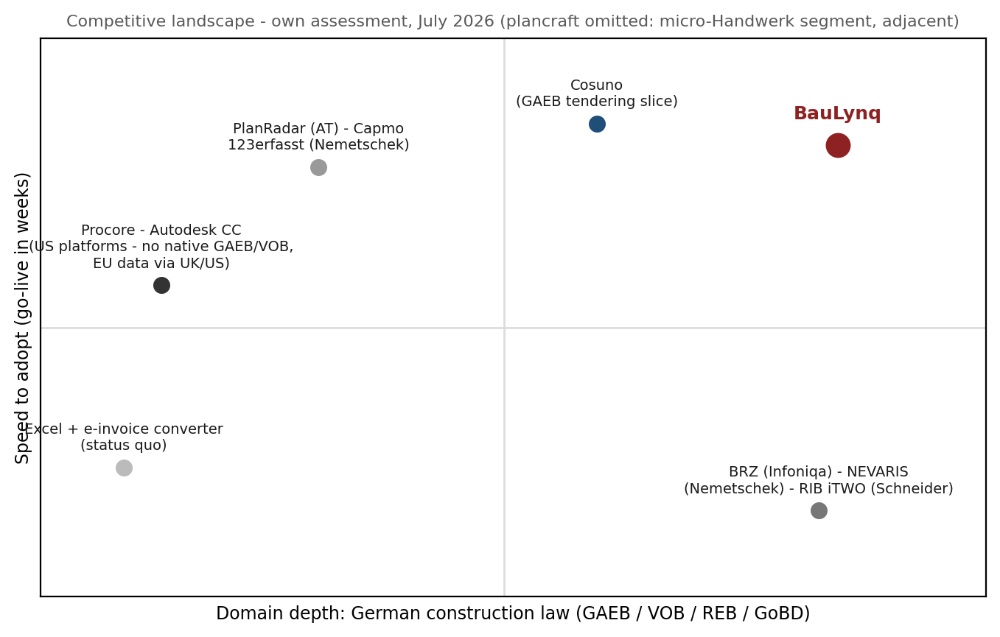 Competitive landscape - own assessment, July 2026 (plancraft omitted: micro-Handwerk segment, adjacent)
Cosuno
(GAEB tendering slice)
BauLynq
PlanRadar (AT) - Capmo
123erfasst (Nemetschek)
Procore - Autodesk CC
(US platforms - no native GAEB/VOB,
EU data via UK/US)
Speed to adopt (go-live in weeks)
Excel + e-invoice converter
(status quo)
BRZ (Infoniqa) - NEVARIS
(Nemetschek) - RIB iTWO (Schneider)
Domain depth: German construction law (GAEB / VOB / REB / GoBD)